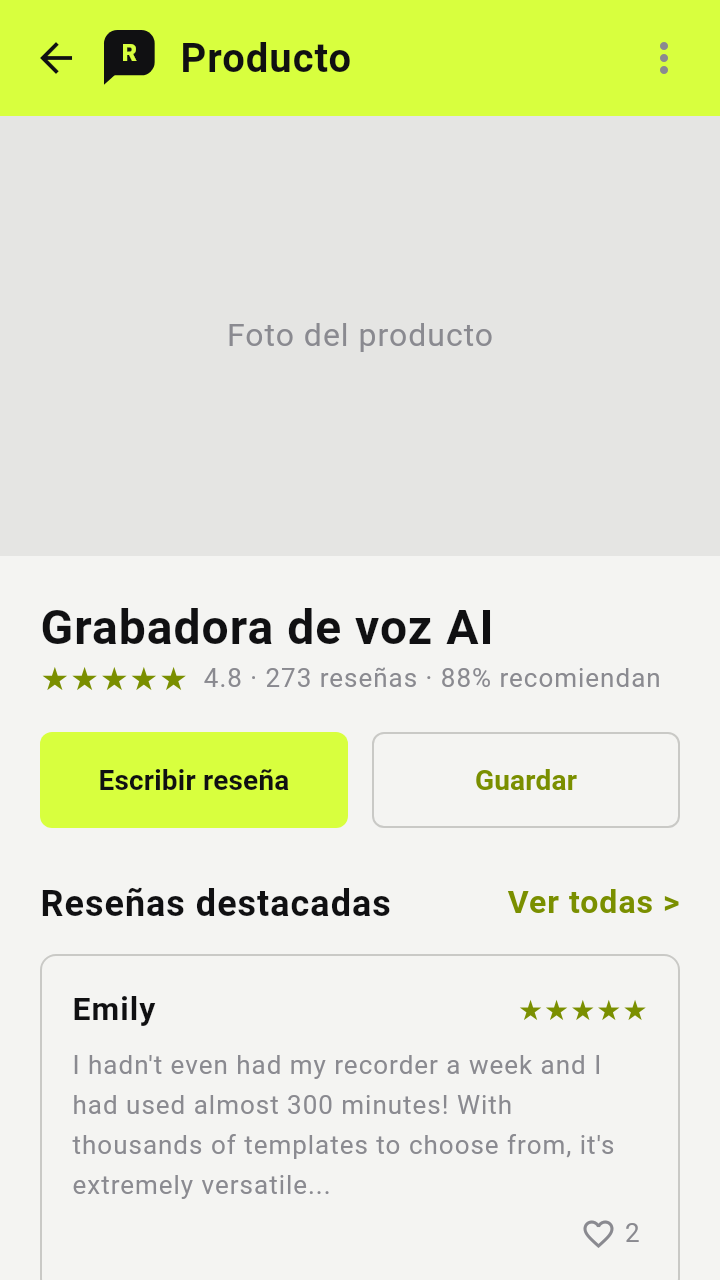 R Producto
Foto del producto
Grabadora de voz AI
★★★★★ 4.8 · 273 reseñas · 88% recomiendan
Escribir reseña Guardar
Reseñas destacadas Ver todas >
Emily ★★★★★
I hadn't even had my recorder a week and I
had used almost 300 minutes! With
thousands of templates to choose from, it's
extremely versatile...
2